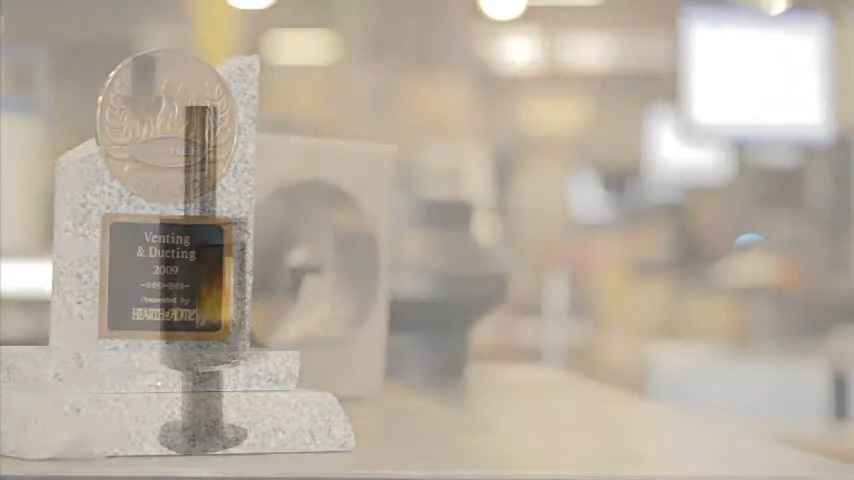 Venting
& Ducting
2009
Presented by
HEARTH & HOME